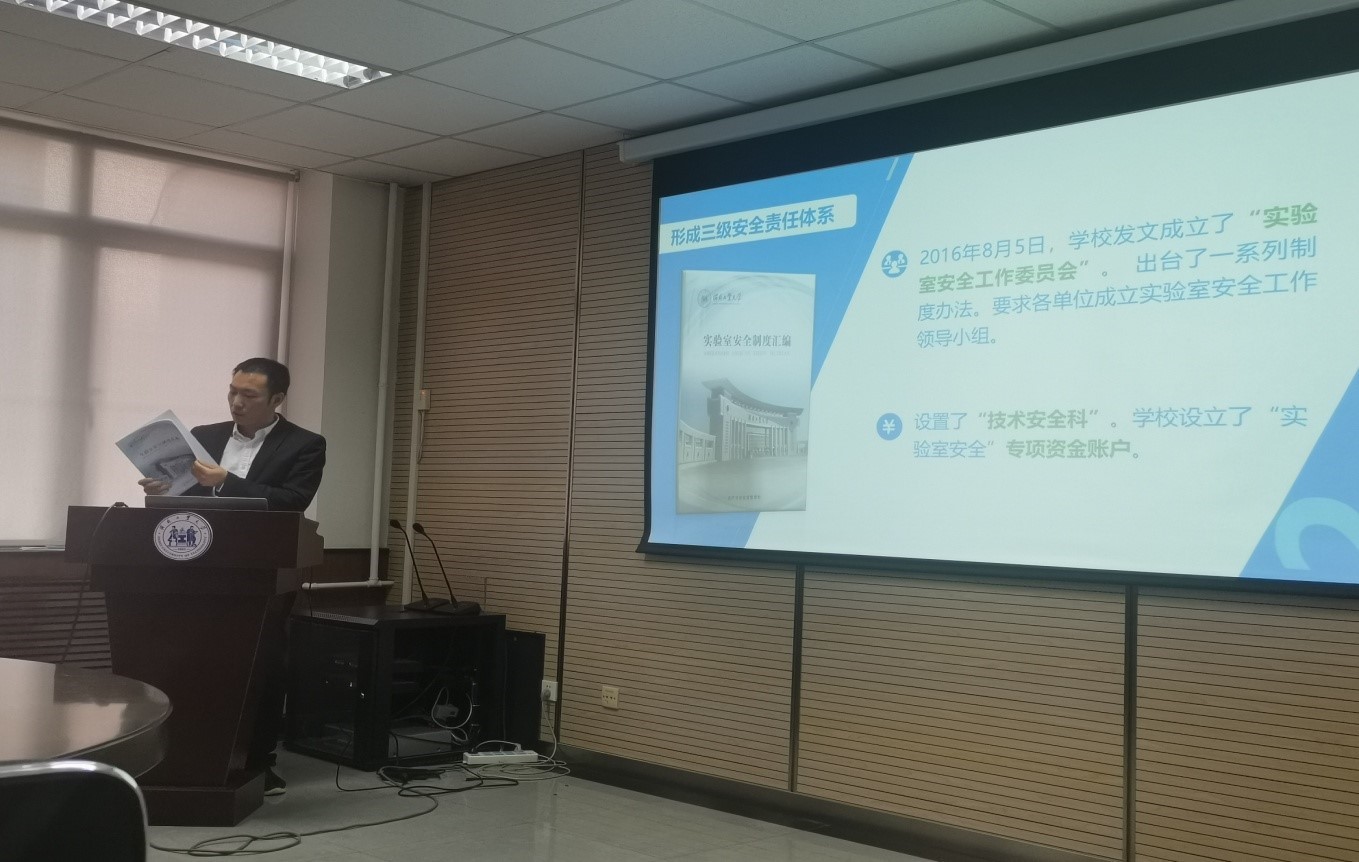 形成三级安全责任体系
实验室安全制度汇编
2016年8月5日，学校发文成立了“实验
室安全工作委员会”。 出台了一系列制
度办法。要求各单位成立实验室安全工作
领导小组。
¥
设置了“技术安全科”。学校设立了“实
验室安全”专项资金账户。